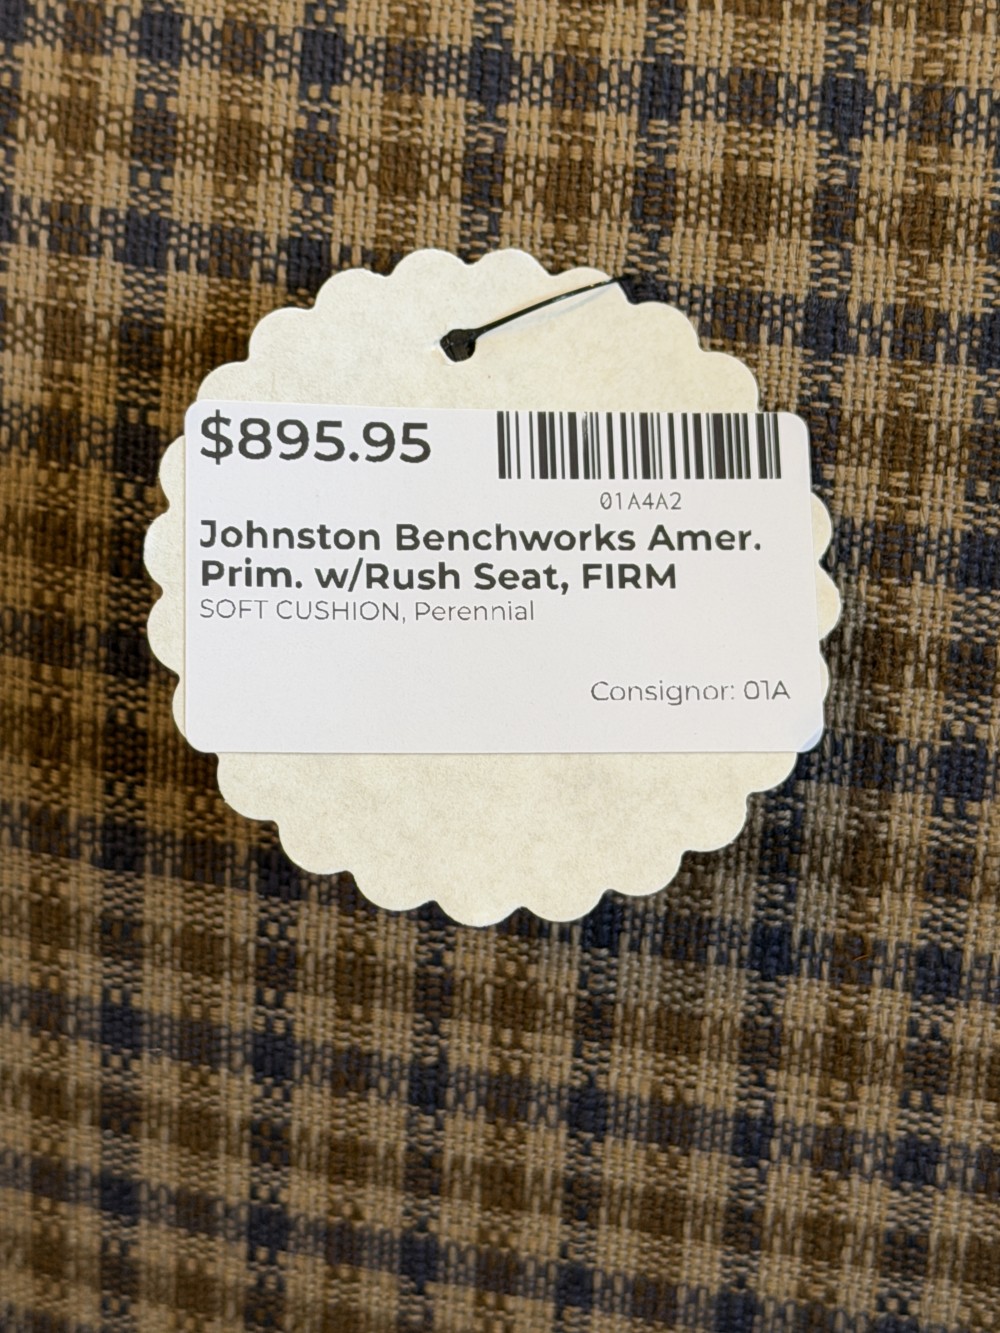 $895.95
01A4A2
Johnston Benchworks Amer.
Prim. w/Rush Seat, FIRM
SOFT CUSHION, Perennial
Consignor: 01A